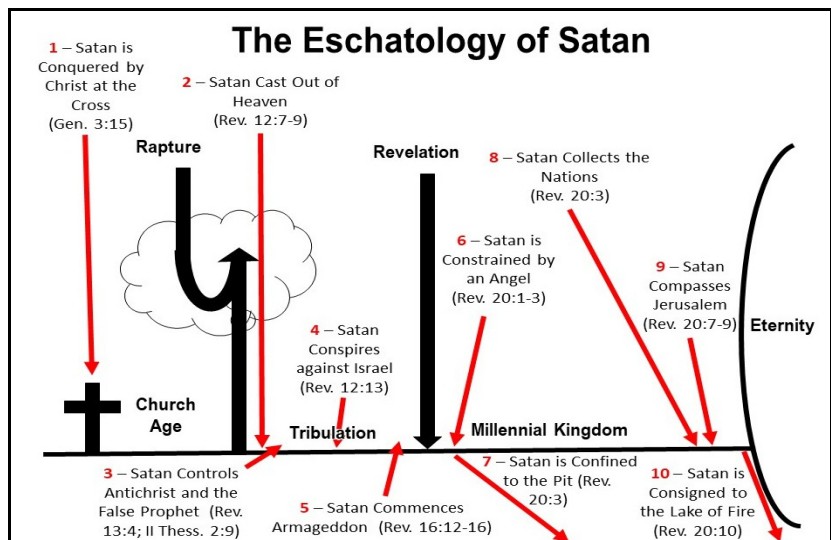 The Eschatology of Satan
1 – Satan is
Conquered by
Christ at the
Cross
(Gen. 3:15)
2 – Satan Cast Out of
Heaven
(Rev. 12:7-9)
Rapture
Revelation
8 – Satan Collects the
Nations
(Rev. 20:3)
6 – Satan is
Constrained by
an Angel
(Rev. 20:1-3)
9 – Satan
Compasses
Jerusalem
(Rev. 20:7-9)
Eternity
4 – Satan
Conspires
against Israel
(Rev. 12:13)
Church
Age
Tribulation
Millennial Kingdom
3 – Satan Controls
Antichrist and the
False Prophet (Rev.
13:4; II Thess. 2:9)
5 – Satan Commences
Armageddon (Rev. 16:12-16)
7 – Satan is Confined
to the Pit (Rev.
20:3)
10 – Satan is
Consigned to
the Lake of Fire
(Rev. 20:10)